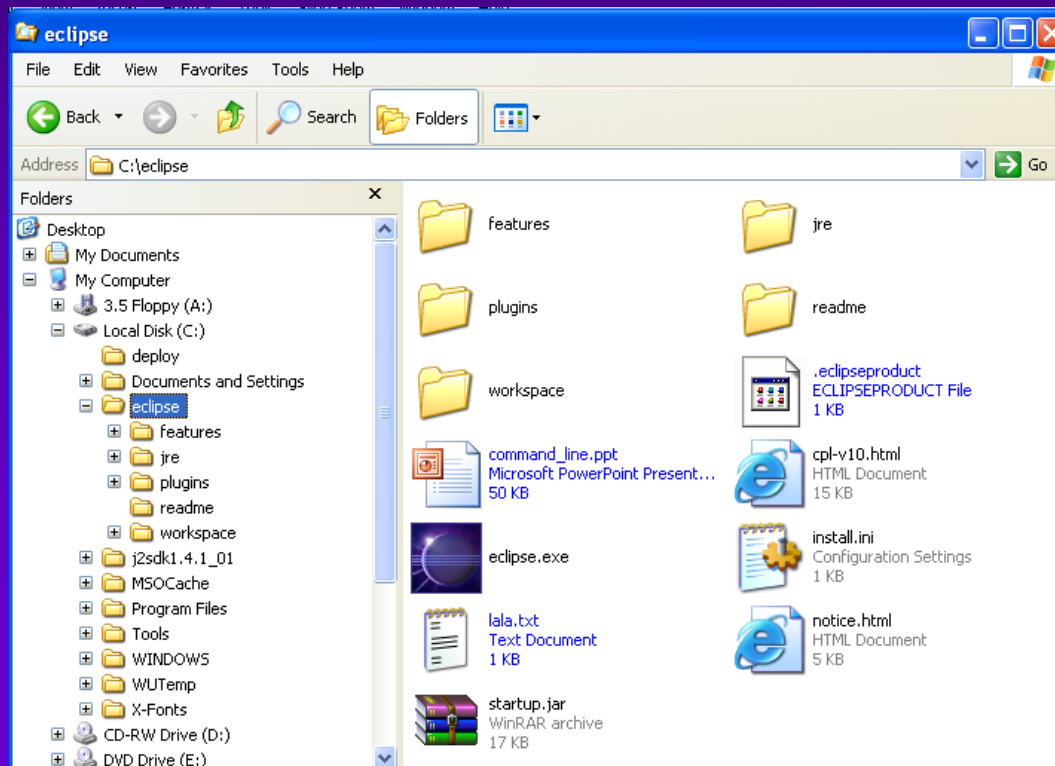 eclipse
File Edit View Favorites Tools Help
Back Search Folders
Address C:\eclipse Go
Folders
Desktop
My Documents
My Computer
3.5 Floppy (A:)
Local Disk (C:)
deploy
Documents and Settings
eclipse
features
jre
plugins
readme
workspace
j2sdk1.4.1_01
MSOCache
Program Files
Tools
WINDOWS
WUTemp
X-Fonts
CD-RW Drive (D:)
DVD Drive (E:)
features
jre
plugins
readme
workspace
.eclipseproduct
ECLIPSEPRODUCT File
1 KB
command_line.ppt
Microsoft PowerPoint Present...
50 KB
cpl-v10.html
HTML Document
15 KB
eclipse.exe
install.ini
Configuration Settings
1 KB
lala.txt
Text Document
1 KB
notice.html
HTML Document
5 KB
startup.jar
WinRAR archive
17 KB